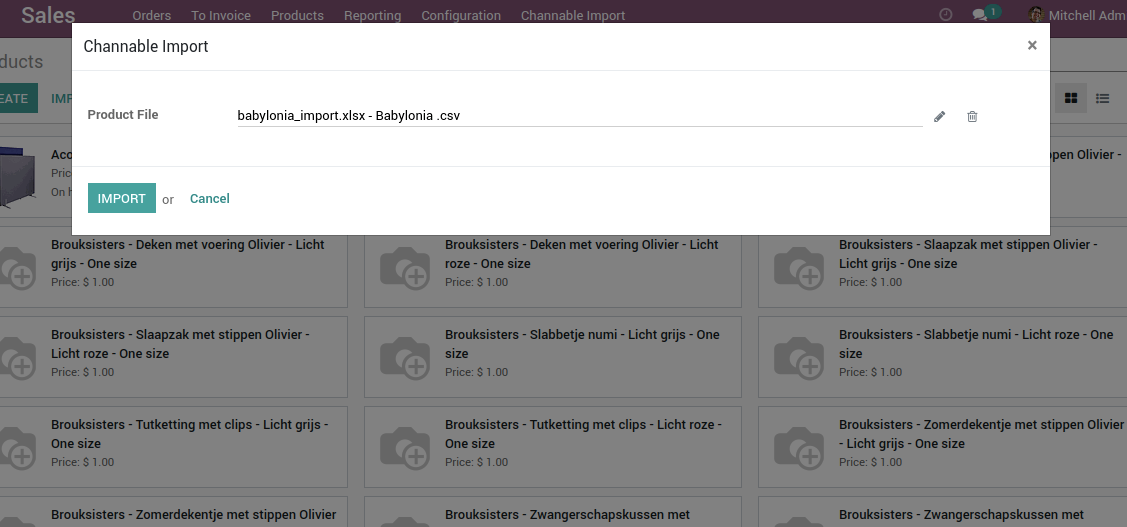 Sales Orders To Invoice Products Reporting Configuration Channable Import 1 Mitchell Adm
Channable Import ×
ducts
EATE IMF
Product File babylonia_import.xlsx - Babylonia .csv
IMPORT or Cancel
Aco
Pric
On h
pen Olivier -
Brouksisters - Deken met voering Olivier - Licht
grijs - One size
Price: $ 1.00
Brouksisters - Deken met voering Olivier - Licht
roze - One size
Price: $ 1.00
Brouksisters - Slaapzak met stippen Olivier -
Licht grijs - One size
Price: $ 1.00
Brouksisters - Slaapzak met stippen Olivier -
Licht roze - One size
Price: $ 1.00
Brouksisters - Slabbetje numi - Licht grijs - One
size
Price: $ 1.00
Brouksisters - Slabbetje numi - Licht roze - One
size
Price: $ 1.00
Brouksisters - Tutketting met clips - Licht grijs -
One size
Price: $ 1.00
Brouksisters - Tutketting met clips - Licht roze -
One size
Price: $ 1.00
Brouksisters - Zomerdekentje met stippen Olivier
- Licht grijs - One size
Price: $ 1.00
Brouksisters - Zomerdekentje met stippen Olivier
Brouksisters - Zwangerschapskussen met
Brouksisters - Zwangerschapskussen met